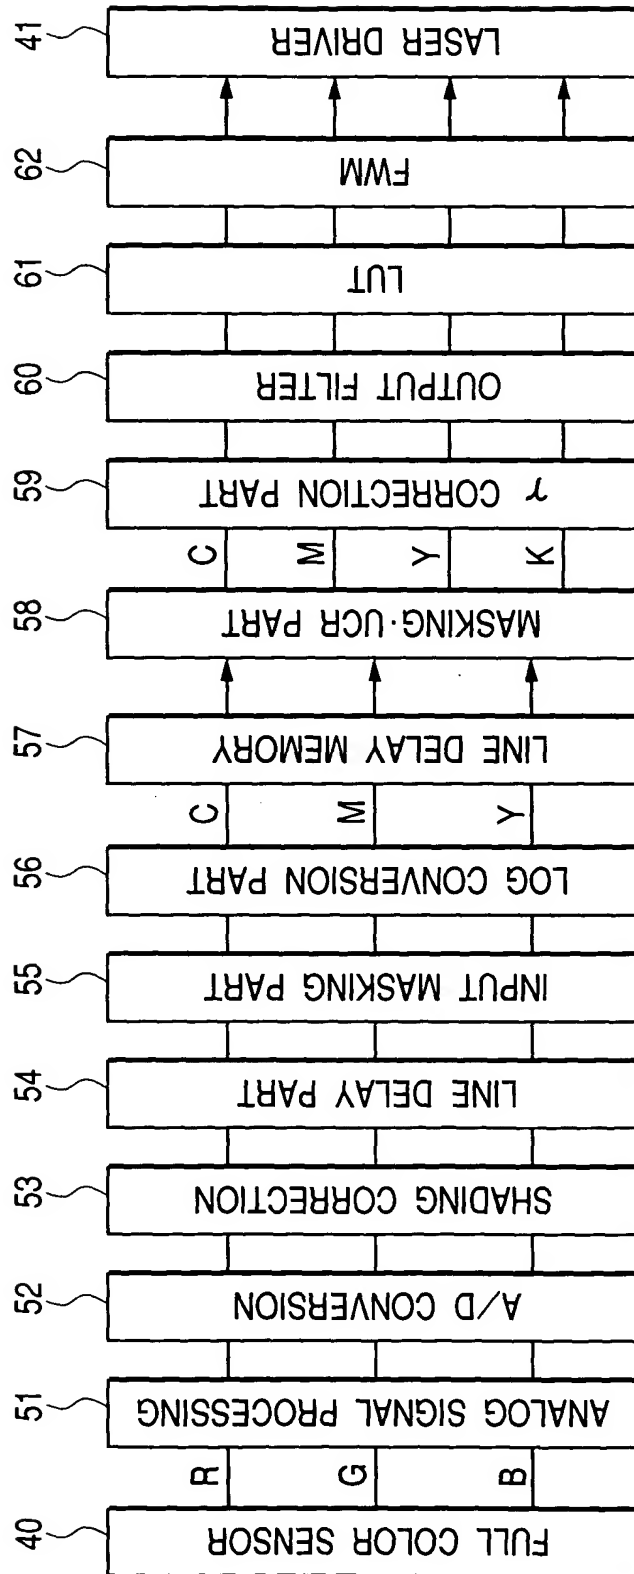 40
FULL COLOR SENSOR
R
G
B
51
ANALOG SIGNAL PROCESSING
52
A/D CONVERSION
53
SHADING CORRECTION
54
LINE DELAY PART
55
INPUT MASKING PART
56
LOG CONVERSION PART
C
M
Y
57
LINE DELAY MEMORY
58
MASKING·UCR PART
C
M
Y
K
59
γ CORRECTION PART
60
OUTPUT FILTER
61
LUT
62
FWM
41
LASER DRIVER